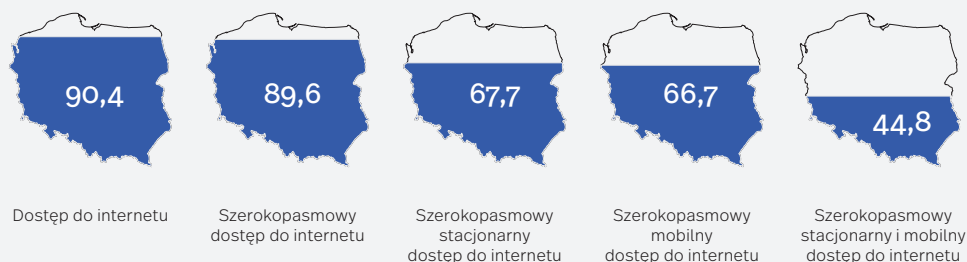 90,4
89,6
67,7
66,7
44,8
Dostęp do internetu
Szerokopasmowy
dostęp do internetu
Szerokopasmowy
stacjonarny
dostęp do internetu
Szerokopasmowy
mobilny
dostęp do internetu
Szerokopasmowy
stacjonarny i mobilny
dostęp do internetu